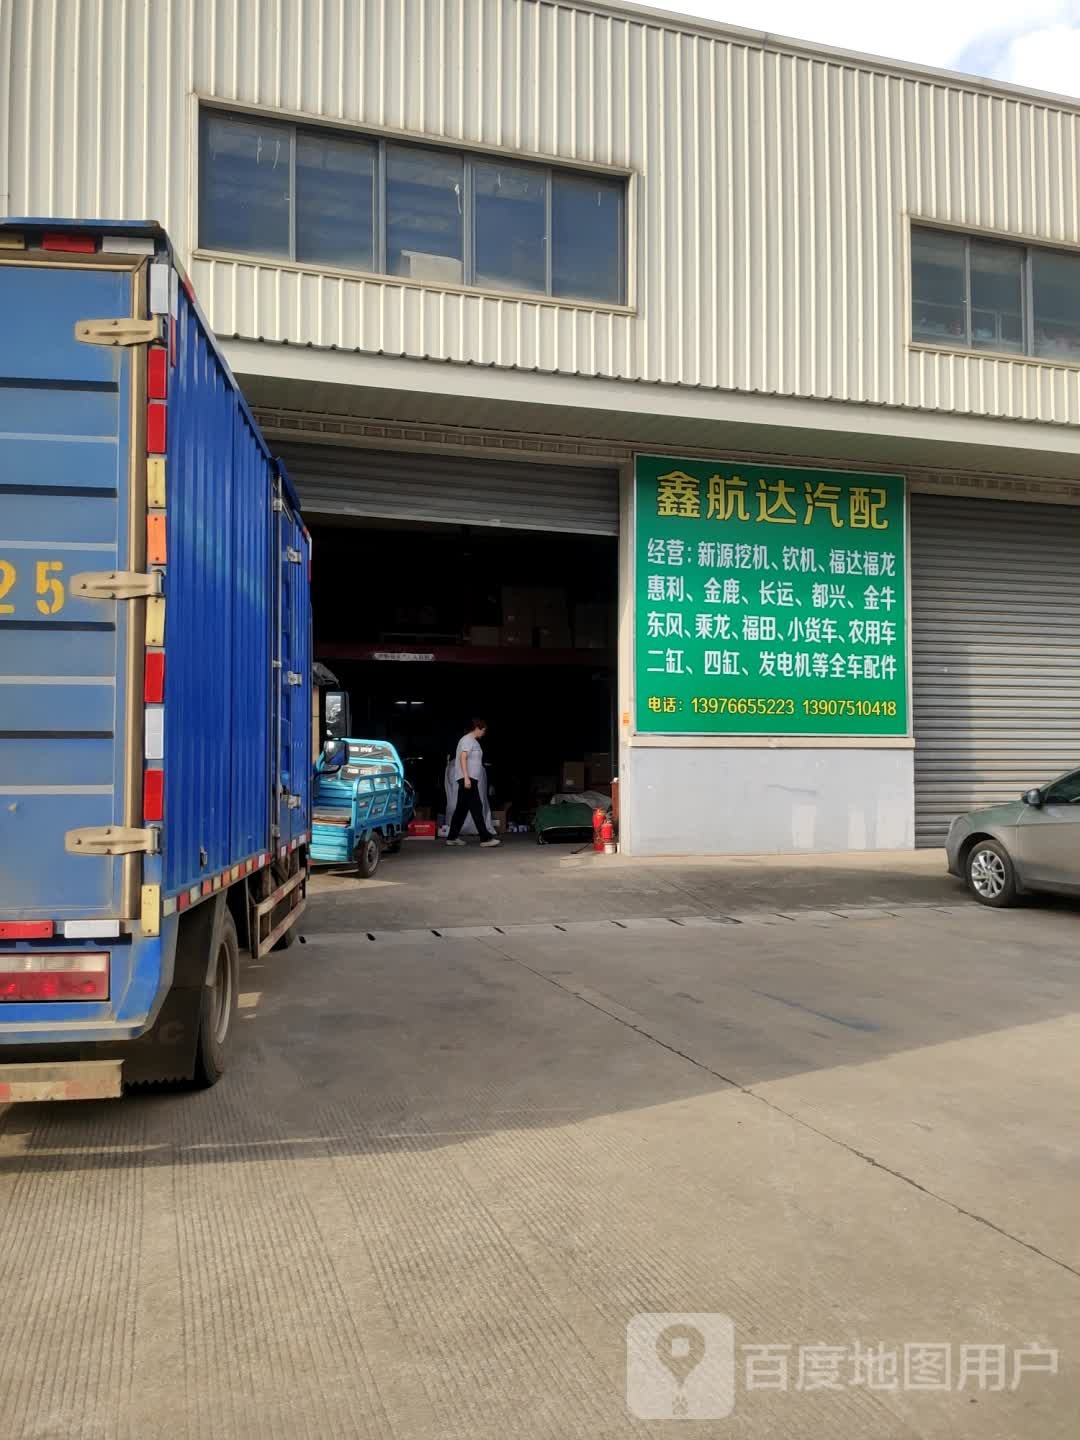 鑫航达汽配
经营：新源挖机、钦机、福达福龙
惠利、金鹿、长运、都兴、金牛
东风、乘龙、福田、小货车、农用车
二缸、四缸、发电机等全车配件
电话：13976655223 13907510418
25
百度地图用户